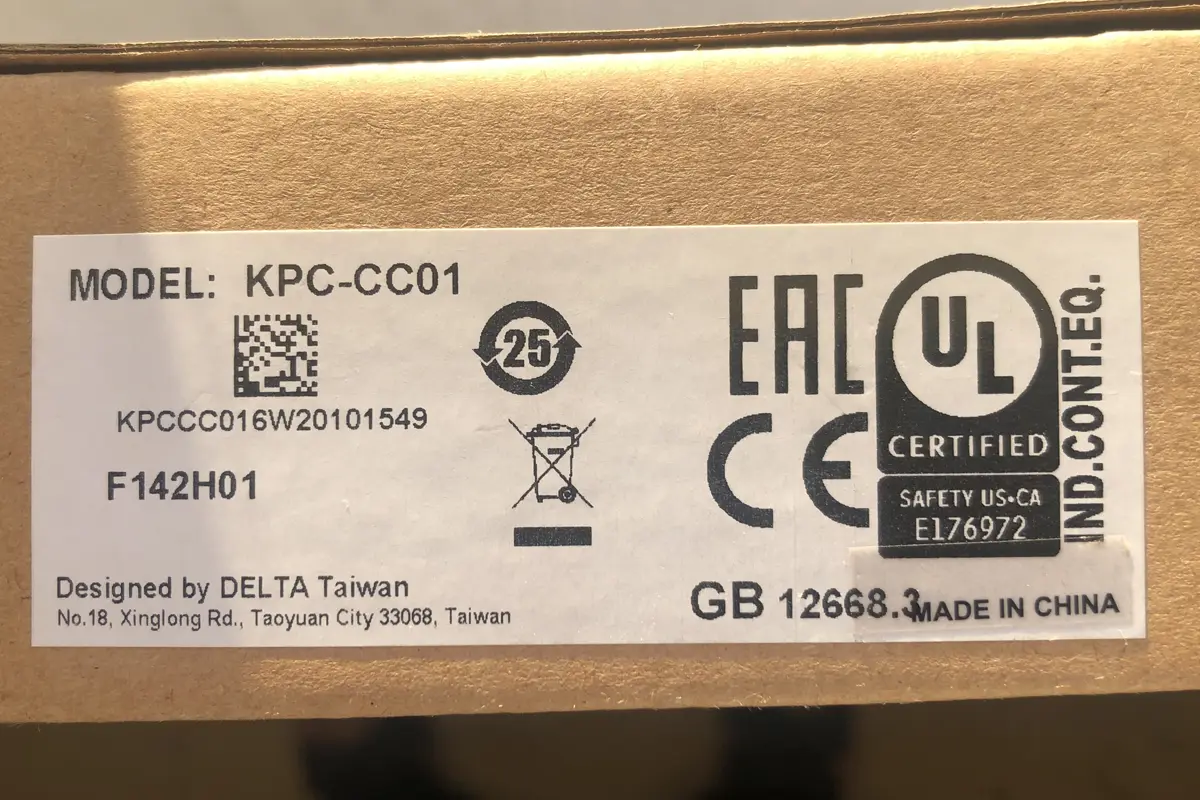 MODEL: KPC-CC01
KPCCC016W20101549
F142H01
Designed by DELTA Taiwan
No.18, Xinglong Rd., Taoyuan City 33068, Taiwan
25
EAC
CE
UL
CERTIFIED
SAFETY US•CA
E176972
IND.CONT.EQ.
GB 12668.3
MADE IN CHINA